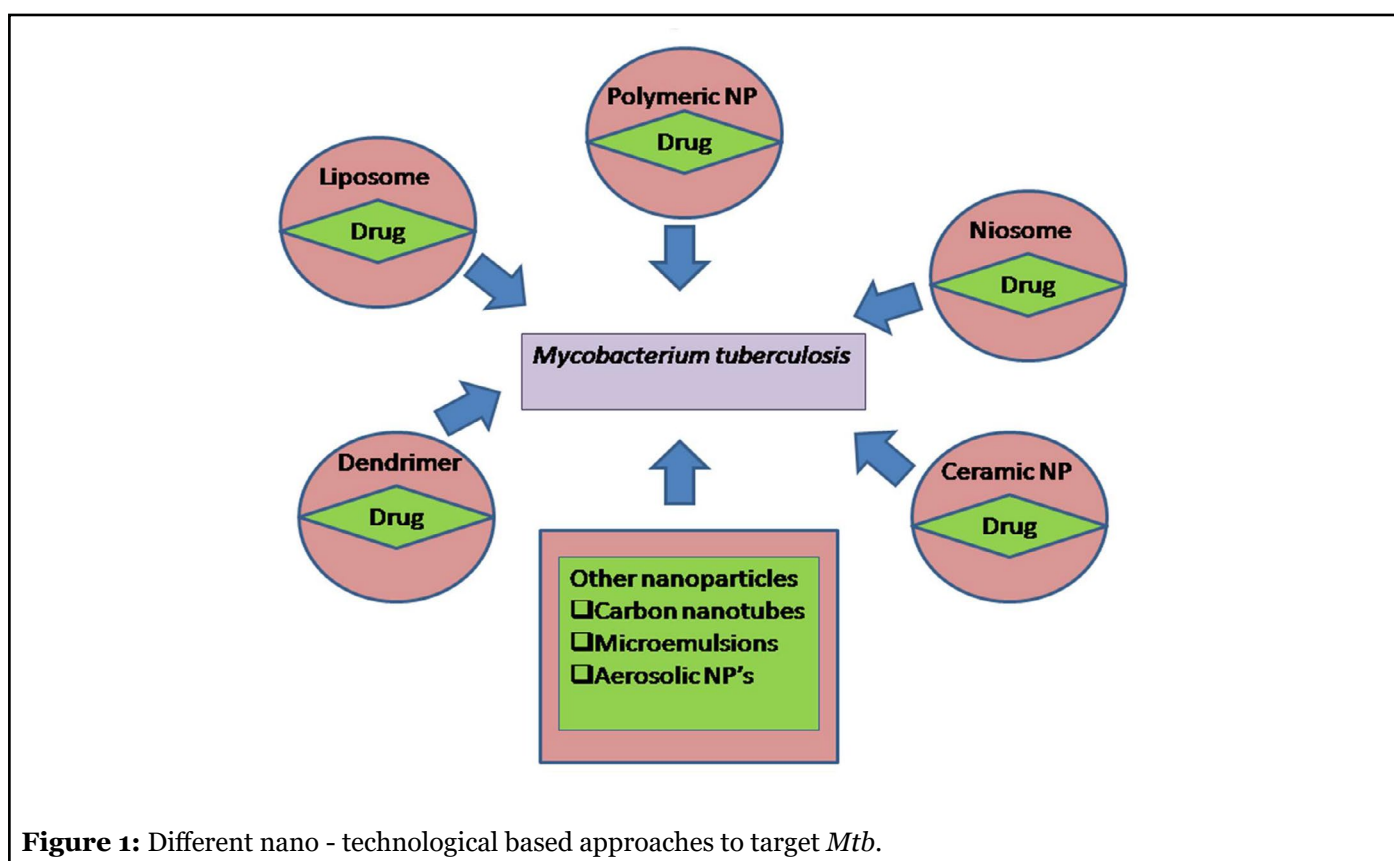 Polymeric NP
Drug
Liposome
Drug
Niosome
Drug
Mycobacterium tuberculosis
Dendrimer
Drug
Ceramic NP
Drug
Other nanoparticles
❑Carbon nanotubes
❑Microemulsions
❑Aerosolic NP's
Figure 1: Different nano - technological based approaches to target Mtb.